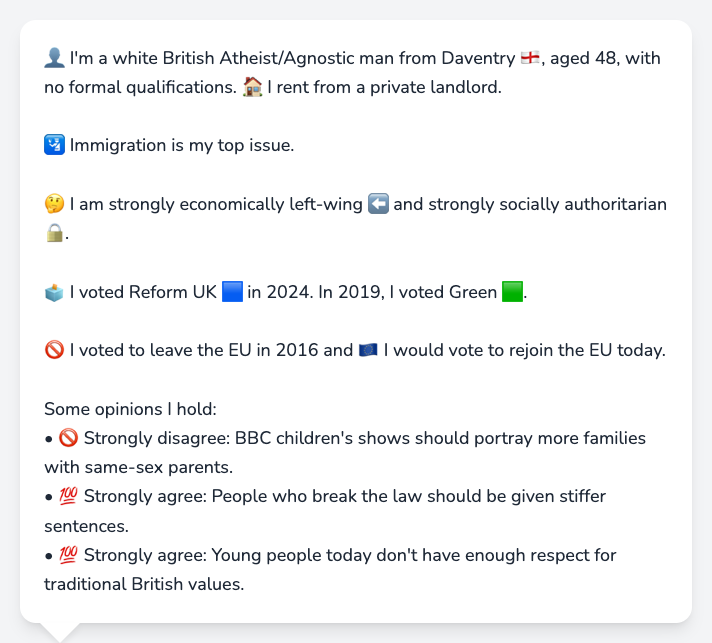 👤 I'm a white British Atheist/Agnostic man from Daventry 🏴󠁧󠁢󠁥󠁮󠁧󠁿, aged 48, with
no formal qualifications. 🏠 I rent from a private landlord.
🛂 Immigration is my top issue.
🤔 I am strongly economically left-wing ⬅️ and strongly socially authoritarian
🔒.
🗳️ I voted Reform UK 🟦 in 2024. In 2019, I voted Green 🟩.
🚫 I voted to leave the EU in 2016 and 🇪🇺 I would vote to rejoin the EU today.
Some opinions I hold:
• 🚫 Strongly disagree: BBC children's shows should portray more families
with same-sex parents.
• 💯 Strongly agree: People who break the law should be given stiffer
sentences.
• 💯 Strongly agree: Young people today don't have enough respect for
traditional British values.